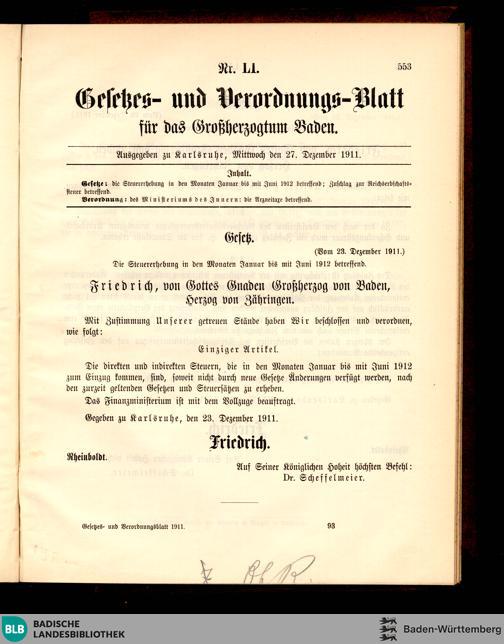 Nr. LI.
553
Gesetzes- und Verordnungs-Blatt
für das Großherzogtum Baden.
Ausgegeben zu Karlsruhe, Mittwoch den 27. Dezember 1911.
Inhalt.
Gesetze: die Steuererhebung in den Monaten Januar bis mit Juni 1912 betreffend; Zuschlag zur Reichserbschafts-
steuer betreffend.
Verordnung: des Ministeriums des Innern: die Arzneitaxe betreffend.
Gesetz.
(Vom 23. Dezember 1911.)
Die Steuererhebung in den Monaten Januar bis mit Juni 1912 betreffend.
Friedrich, von Gottes Gnaden Großherzog von Baden,
Herzog von Zähringen.
Mit Zustimmung Unserer getreuen Stände haben Wir beschlossen und verordnen,
wie folgt:
Einziger Artikel.
Die direkten und indirekten Steuern, die in den Monaten Januar bis mit Juni 1912
zum Einzug kommen, sind, soweit nicht durch neue Gesetze Änderungen verfügt werden, nach
den zurzeit geltenden Gesetzen und Steuersätzen zu erheben.
Das Finanzministerium ist mit dem Vollzuge beauftragt.
Gegeben zu Karlsruhe, den 23. Dezember 1911.
Friedrich.
Rheinboldt.
Auf Seiner Königlichen Hoheit höchsten Befehl:
Dr. Scheffelmeier.
Gesetzes- und Verordnungsblatt 1911.
93
BLB
BADISCHE
LANDESBIBLIOTHEK
Baden-Württemberg